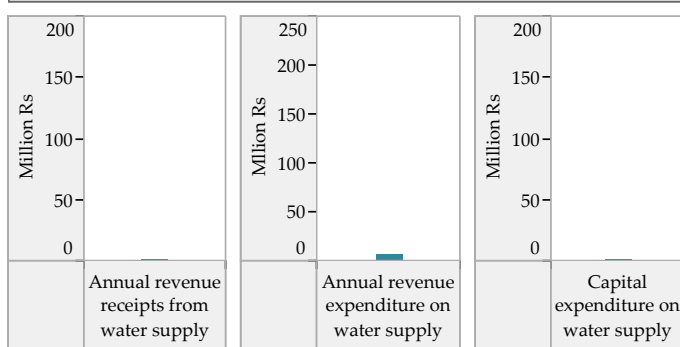 200
150
100
50
0
Million Rs
Annual revenue
receipts from
water supply
250
200
150
100
50
0
MIlion Rs
Annual revenue
expenditure on
water supply
200
150
100
50
0
Million Rs
Capital
expenditure on
water supply